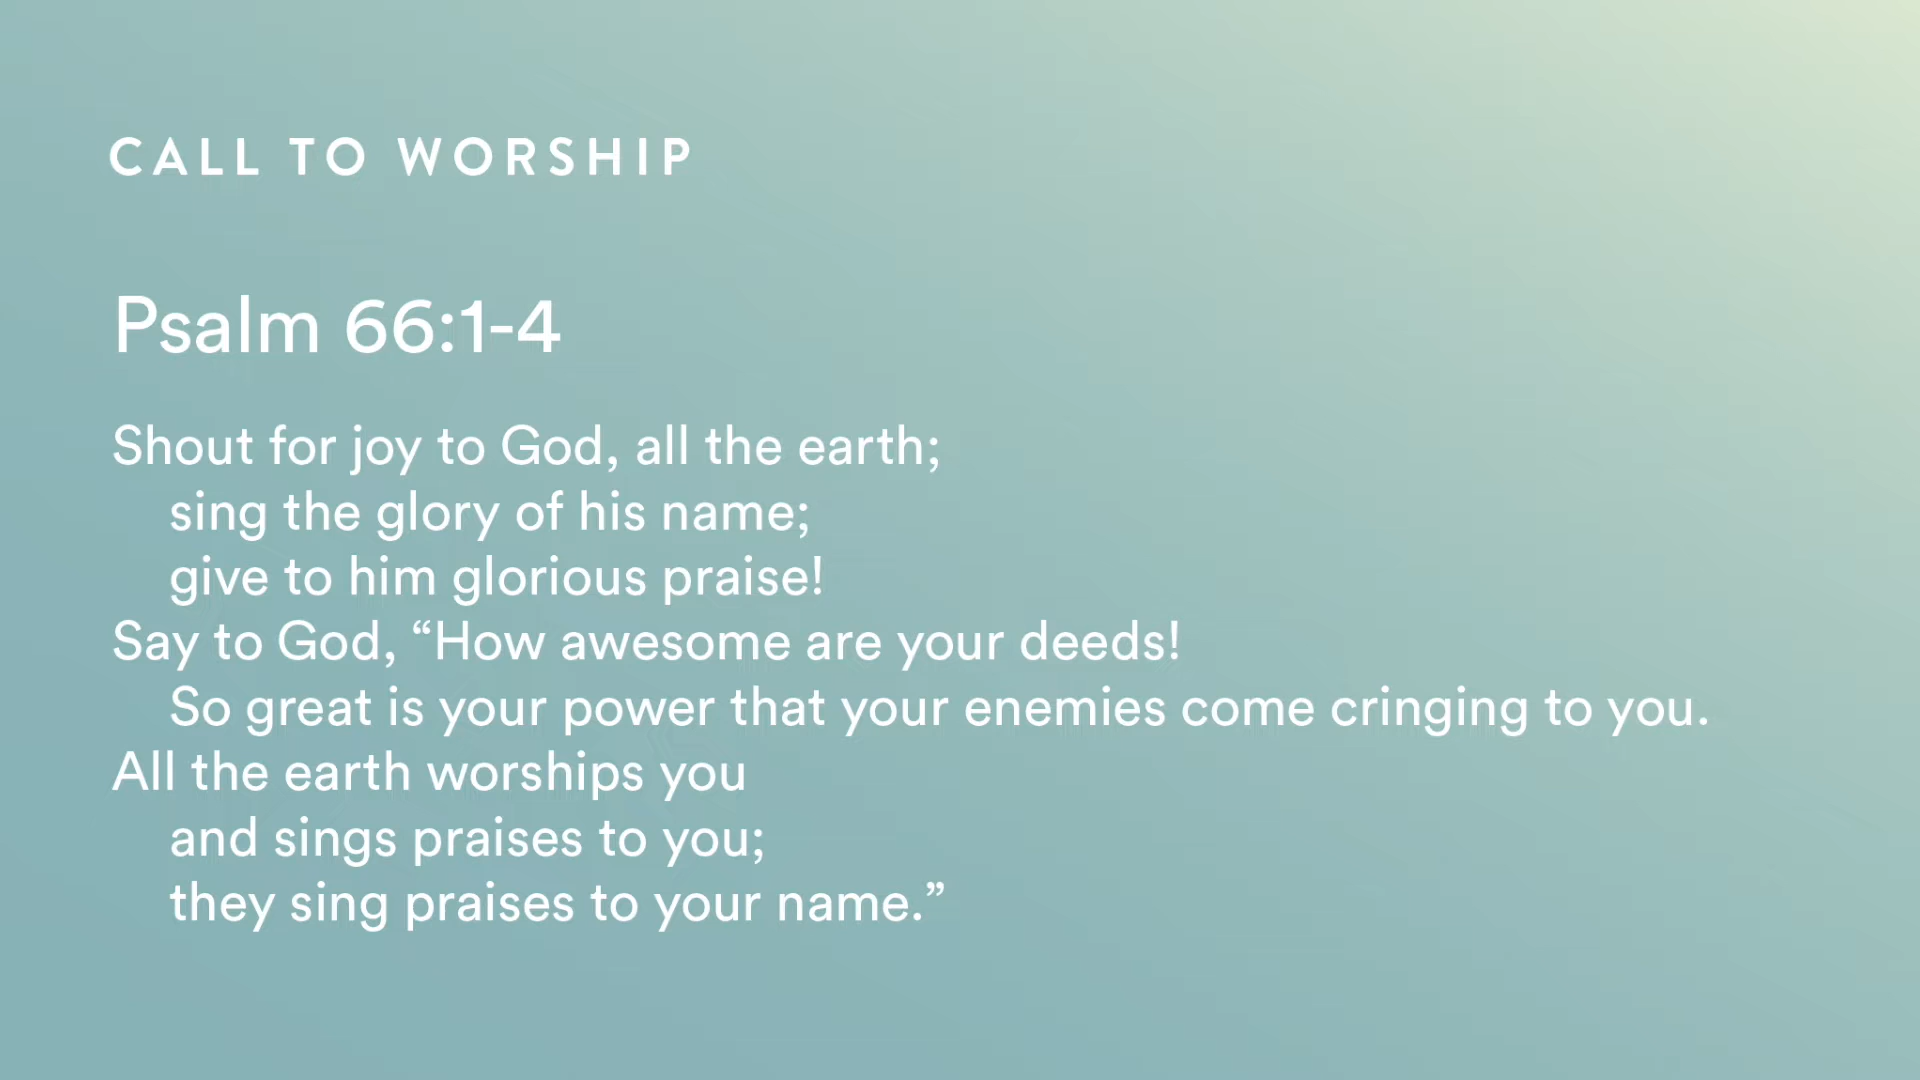 CALL TO WORSHIP
Psalm 66:1-4
Shout for joy to God, all the earth;
sing the glory of his name;
give to him glorious praise!
Say to God, “How awesome are your deeds!
So great is your power that your enemies come cringing to you.
All the earth worships you
and sings praises to you;
they sing praises to your name.”